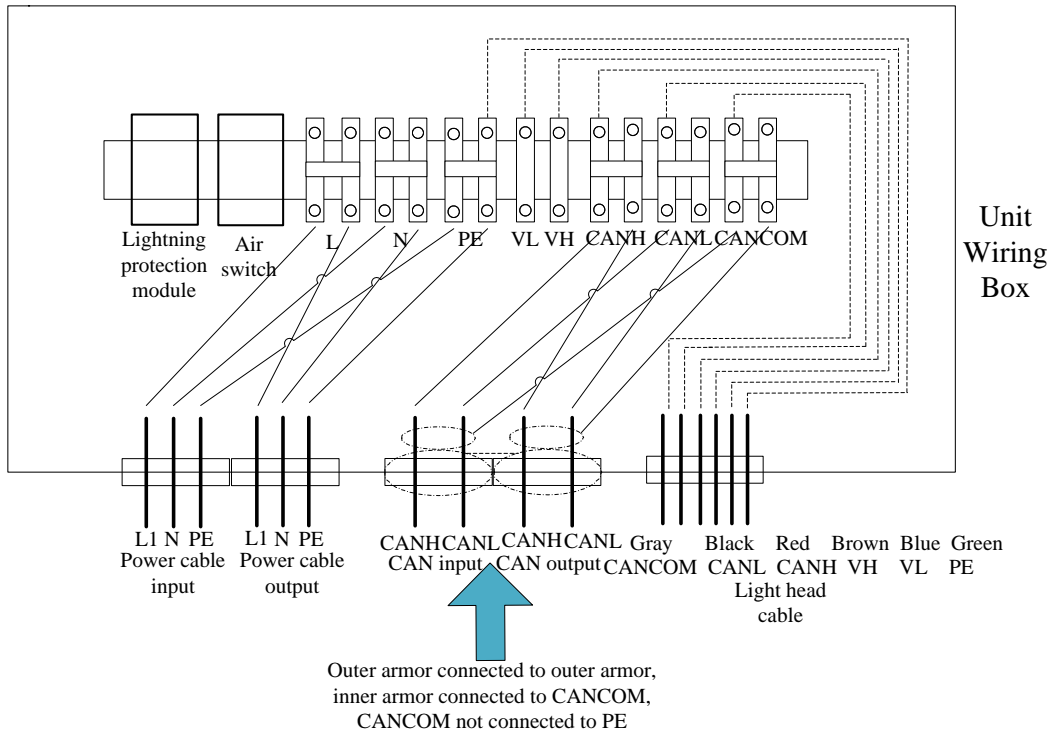 L N PE VL VH CANH CANL CANCOM
Lightning
protection
module
Air
switch
Unit
Wiring
Box
L1 N PE
Power cable
input
L1 N PE
Power cable
output
CANH CANL
CAN input
CANH CANL
CAN output
Gray Black Red Brown Blue Green
CANCOM CANL CANH VH VL PE
Light head
cable
Outer armor connected to outer armor,
inner armor connected to CANCOM,
CANCOM not connected to PE